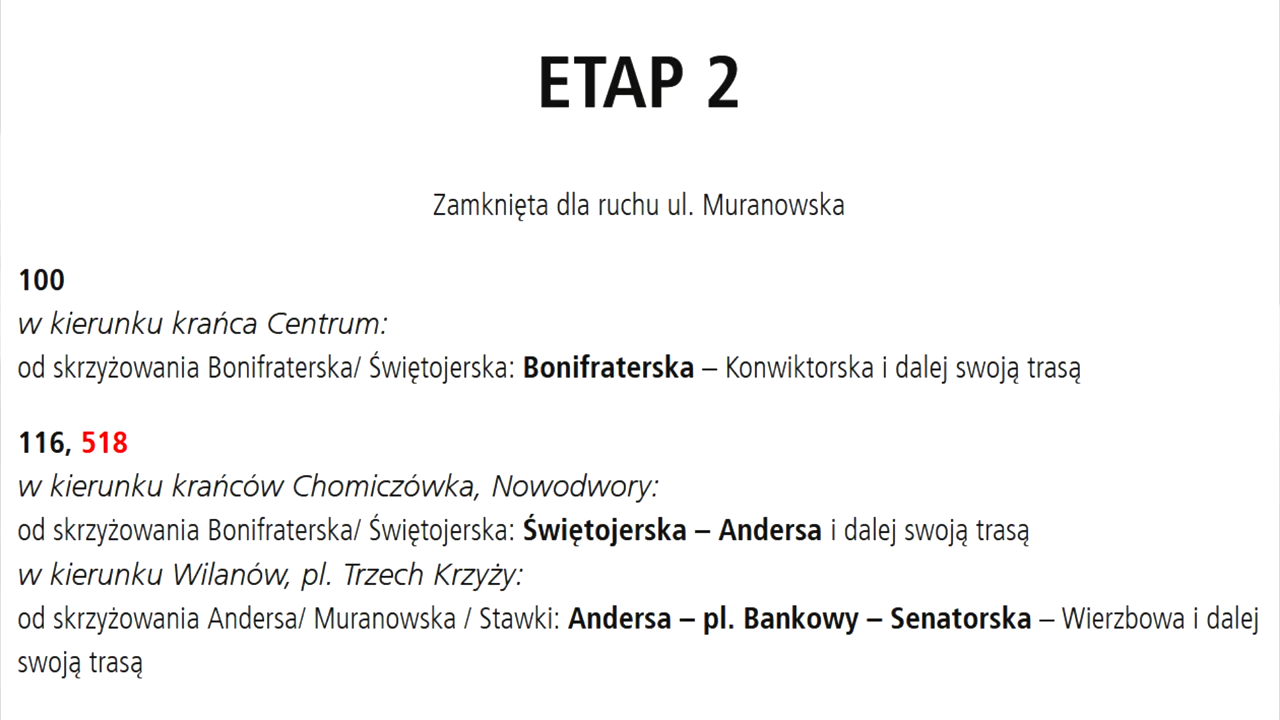 ETAP 2
Zamknięta dla ruchu ul. Muranowska
100
w kierunku krańca Centrum:
od skrzyżowania Bonifraterska/ Świętojerska: Bonifraterska – Konwiktorska i dalej swoją trasą
116, 518
w kierunku krańców Chomiczówka, Nowodwory:
od skrzyżowania Bonifraterska/ Świętojerska: Świętojerska – Andersa i dalej swoją trasą
w kierunku Wilanów, pl. Trzech Krzyży:
od skrzyżowania Andersa/ Muranowska / Stawki: Andersa – pl. Bankowy – Senatorska – Wierzbowa i dalej
swoją trasą